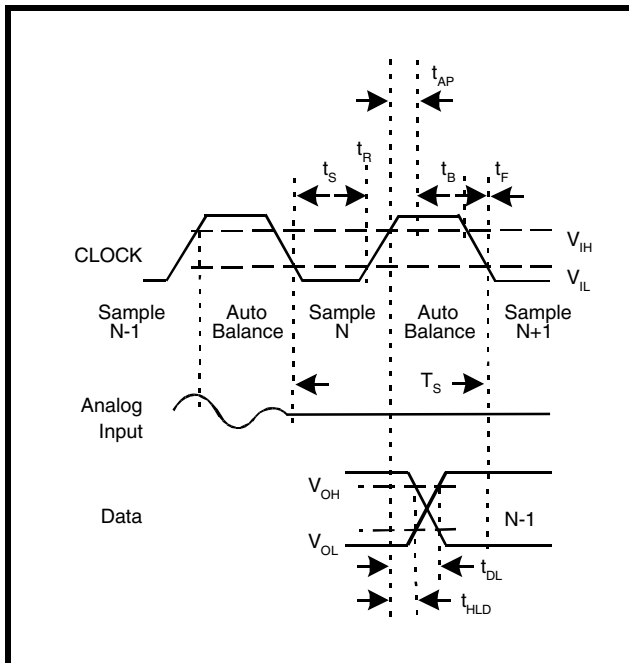 t_AP
t_S t_R t_B t_F
CLOCK V_IH
V_IL
Sample N-1 Auto Balance Sample N Auto Balance Sample N+1
T_S
Analog Input
V_OH
Data N-1
V_OL
t_DL
t_HLD